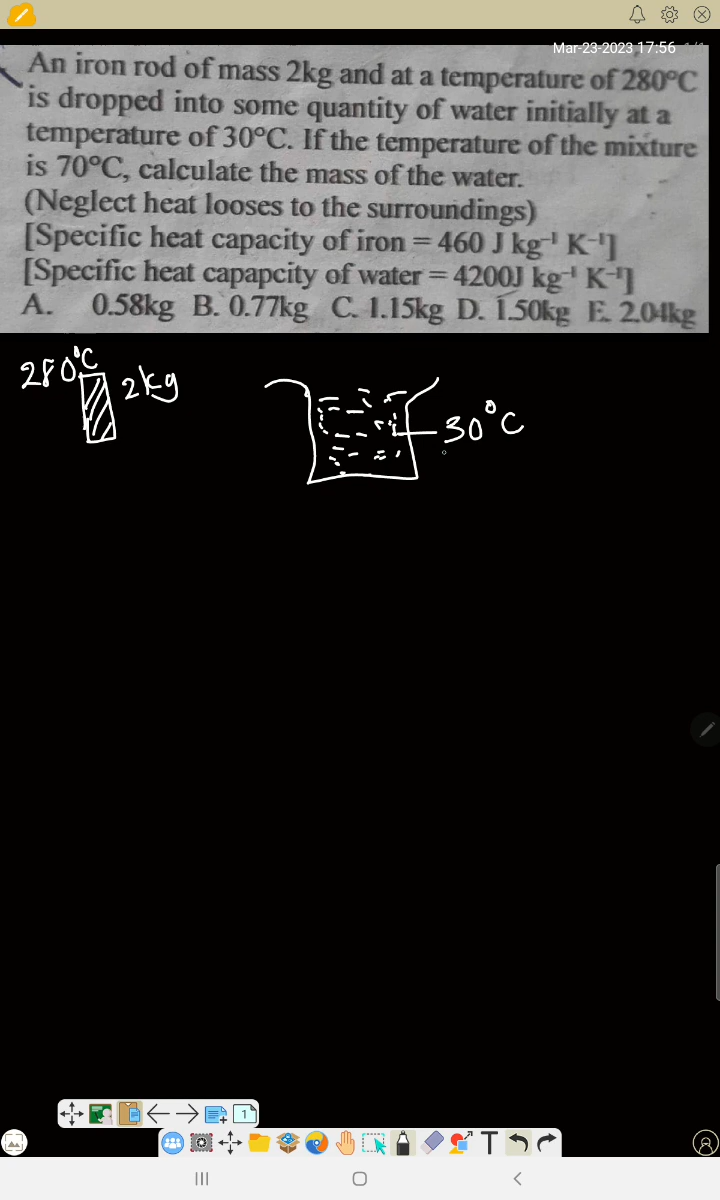 Mar-23-2023 17:56 1/1
An iron rod of mass 2kg and at a temperature of 280°C
is dropped into some quantity of water initially at a
temperature of 30°C. If the temperature of the mixture
is 70°C, calculate the mass of the water.
(Neglect heat looses to the surroundings)
[Specific heat capacity of iron = 460 J kg⁻¹ K⁻¹]
[Specific heat capapcity of water = 4200J kg⁻¹ K⁻¹]
A. 0.58kg B. 0.77kg C. 1.15kg D. 1.50kg E. 2.04kg
280°C
2kg
30°C
1
T